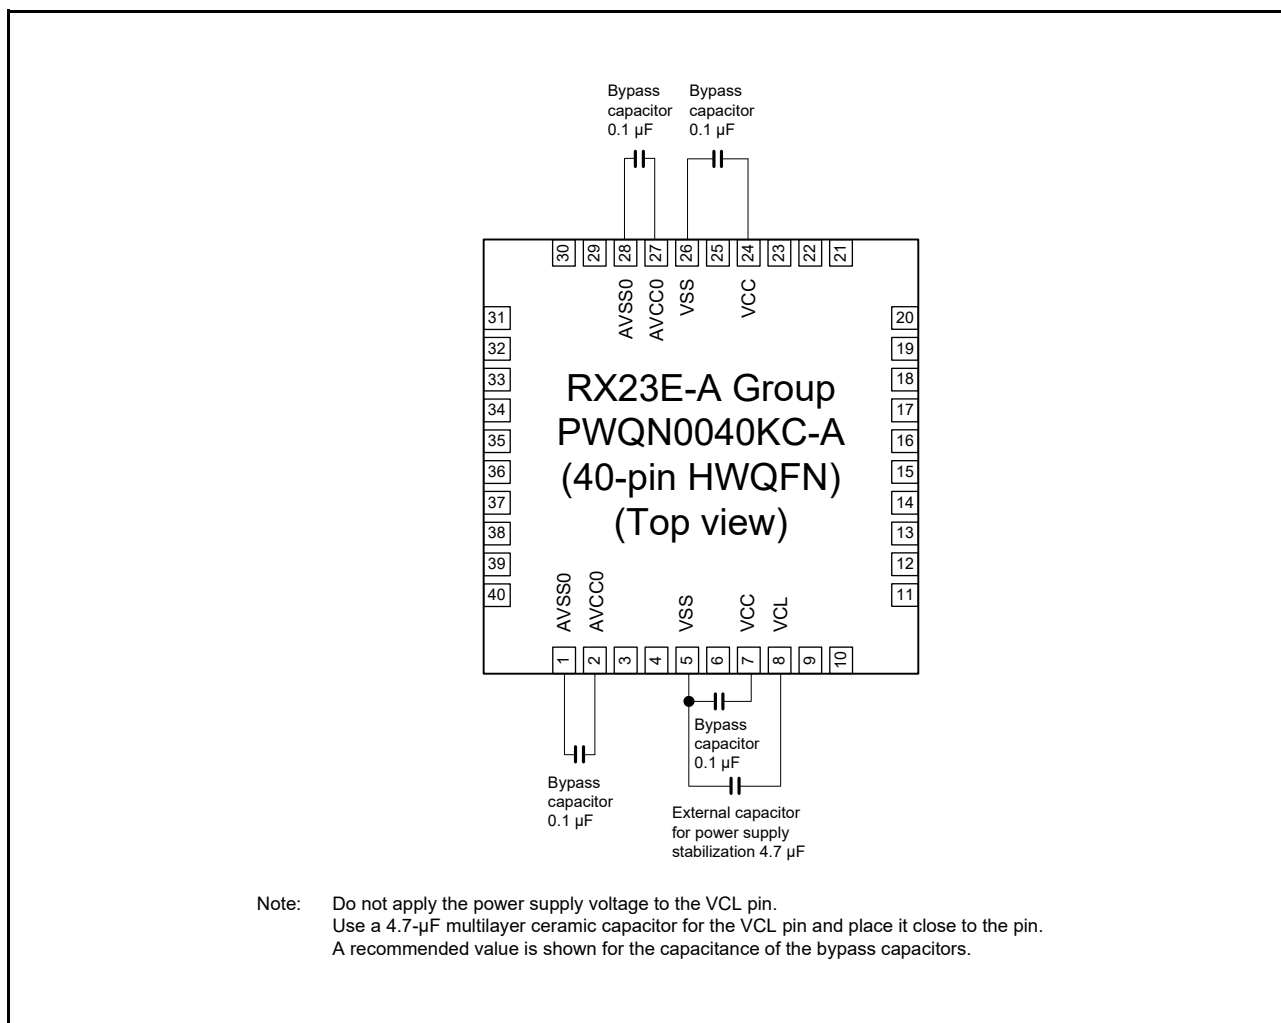 Bypass
capacitor
0.1 µF
Bypass
capacitor
0.1 µF
30
29
28
27
26
25
24
23
22
21
AVSS0
AVCC0
VSS
VCC
31
32
33
34
35
36
37
38
39
40
20
19
18
17
16
15
14
13
12
11
RX23E-A Group
PWQN0040KC-A
(40-pin HWQFN)
(Top view)
AVSS0
AVCC0
VSS
VCC
VCL
1
2
3
4
5
6
7
8
9
10
Bypass
capacitor
0.1 µF
Bypass
capacitor
0.1 µF
External capacitor
for power supply
stabilization 4.7 µF
Note: Do not apply the power supply voltage to the VCL pin.
Use a 4.7-µF multilayer ceramic capacitor for the VCL pin and place it close to the pin.
A recommended value is shown for the capacitance of the bypass capacitors.